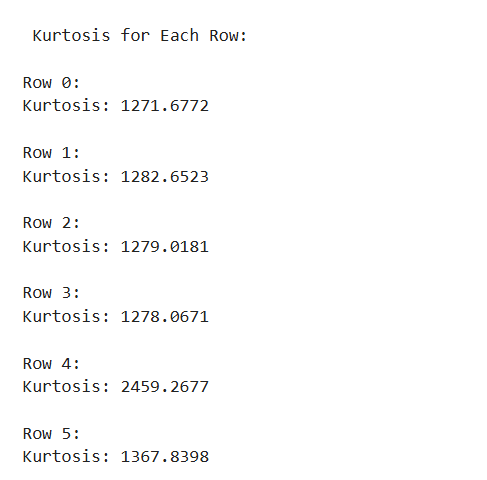 Kurtosis for Each Row:
Row 0:
Kurtosis: 1271.6772
Row 1:
Kurtosis: 1282.6523
Row 2:
Kurtosis: 1279.0181
Row 3:
Kurtosis: 1278.0671
Row 4:
Kurtosis: 2459.2677
Row 5:
Kurtosis: 1367.8398